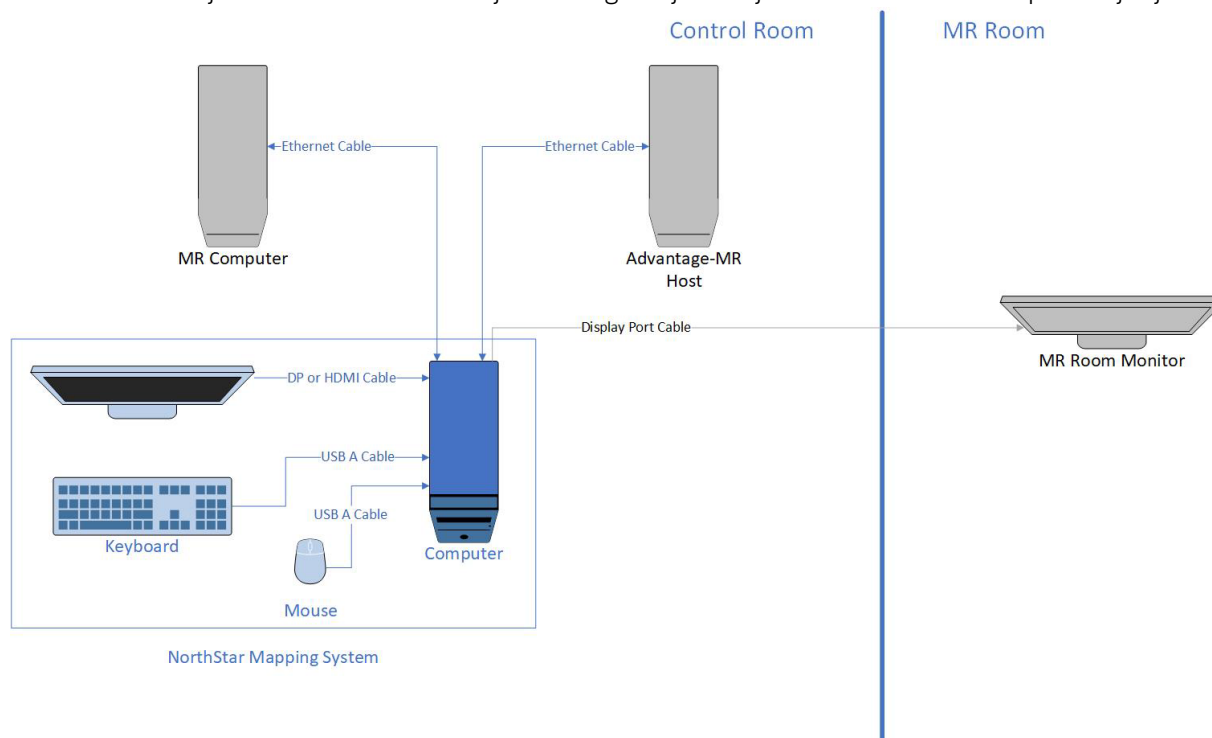 Control Room
MR Room
Ethernet Cable
Ethernet Cable
MR Computer
Advantage-MR
Host
Display Port Cable
MR Room Monitor
DP or HDMI Cable
USB A Cable
USB A Cable
Keyboard
Computer
Mouse
NorthStar Mapping System